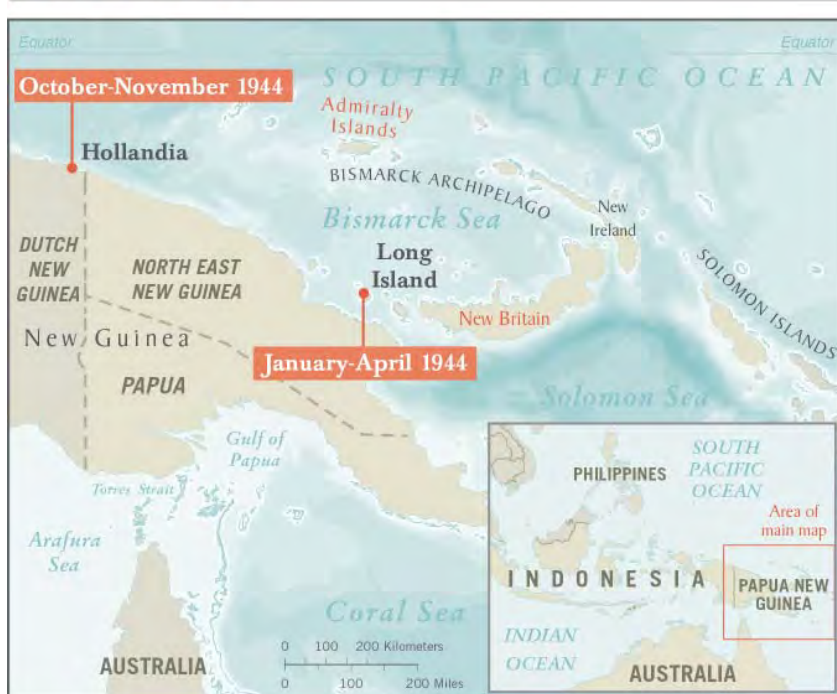 Equator
Equator
SOUTH PACIFIC OCEAN
October-November 1944
Admiralty
Islands
Hollandia
BISMARCK ARCHIPELAGO
New
Ireland
Bismarck Sea
DUTCH
NEW
GUINEA
NORTH EAST
NEW GUINEA
Long
Island
SOLOMON ISLANDS
New Britain
New Guinea
January-April 1944
PAPUA
Solomon Sea
Gulf of
Papua
Torres Strait
Arafura
Sea
Coral Sea
0 100 200 Kilometers
0 100 200 Miles
AUSTRALIA
SOUTH
PACIFIC
OCEAN
PHILIPPINES
Area of
main map
INDONESIA
PAPUA NEW
GUINEA
INDIAN
OCEAN
AUSTRALIA